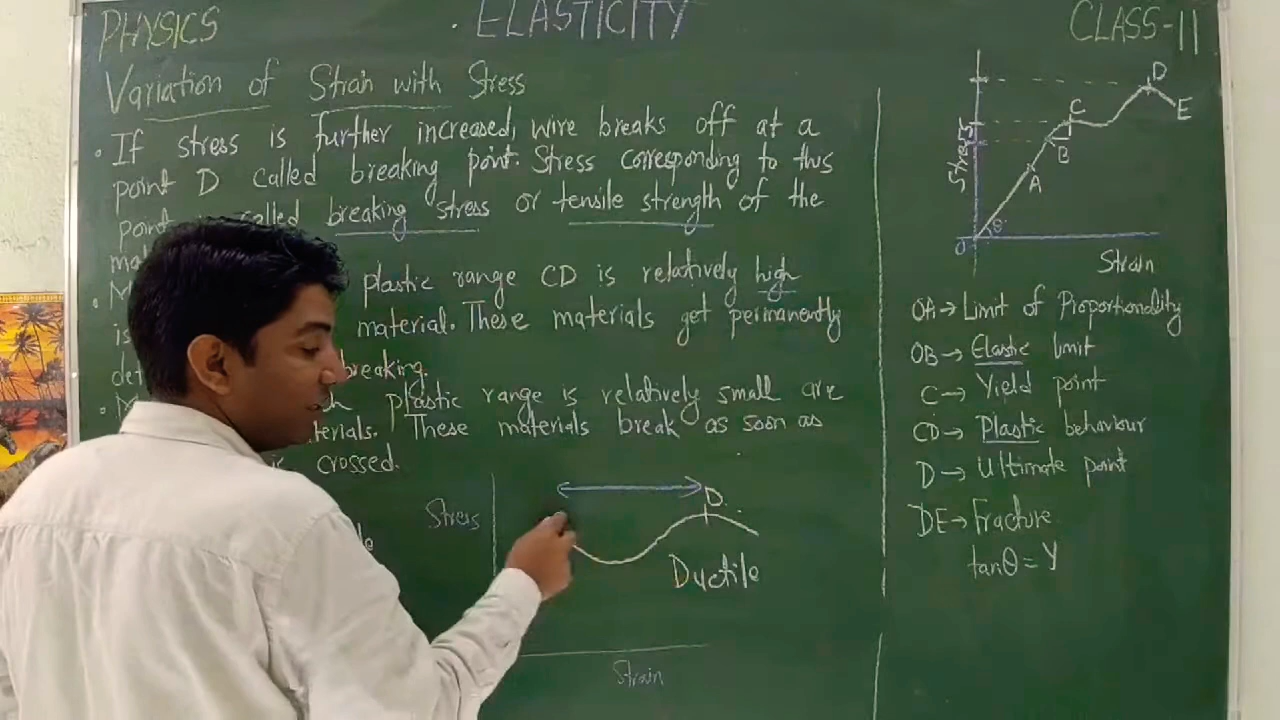 PHYSICS
ELASTICITY
CLASS-11
Variation of Strain with Stress
• If stress is further increased, wire breaks off at a
point D called breaking point. Stress corresponding to this
point called breaking stress or tensile strength of the
plastic range CD is relatively high
is material. These materials get permanently
breaking.
plastic range is relatively small are
These materials break as soon as
crossed.
Stress
D
Ductile
Strain
D
E
C
B
A
Stress
O
θ
Strain
OA→ Limit of Proportionality
OB→ Elastic limit
C→ Yield point
CD→ Plastic behaviour
D→ Ultimate point
DE→ Fracture
tanθ = Y